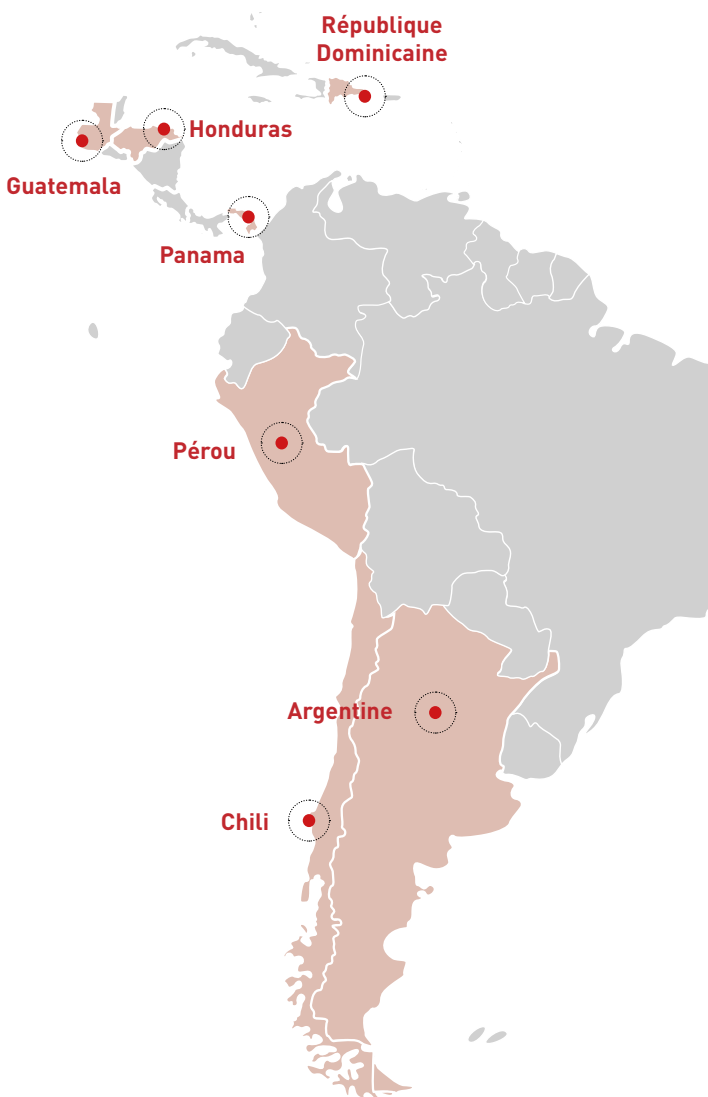 République
Dominicaine
Honduras
Guatemala
Panama
Pérou
Argentine
Chili